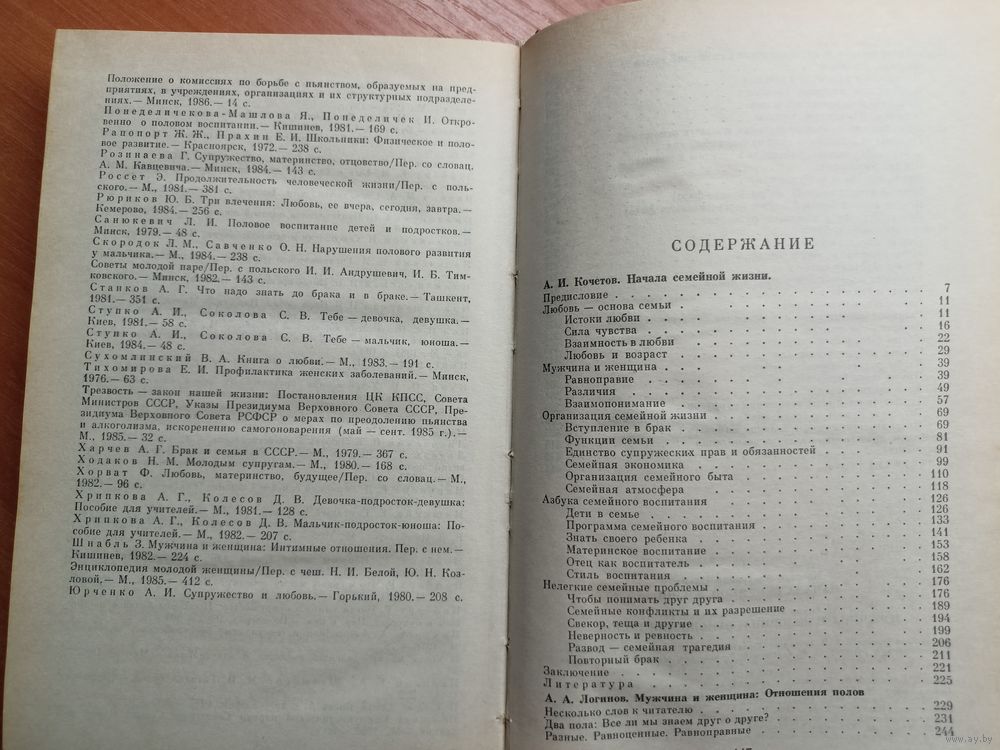 Положение о комиссиях по борьбе с пьянством, образуемых на пред-
приятиях, в учреждениях, организациях и их структурных подразделе-
ниях.— Минск, 1986.— 14 с.
Понеделичекова-Машлова Я., Понеделичек И. Откро-
венно о половом воспитании.— Кишинев, 1981.— 169 с.
Рапопорт Ж. Ж., Прахин Е. И. Школьники: Физическое и поло-
вое развитие.— Красноярск, 1972.— 238 с.
Розинаева Г. Супружество, материнство, отцовство/Пер. со словац.
А. М. Кавцевича.— Минск, 1984.— 143 с.
Россет Э. Продолжительность человеческой жизни/Пер. с поль-
ского.— М., 1981.— 381 с.
Рюриков Ю. Б. Три влечения: Любовь, ее вчера, сегодня, завтра.—
Кемерово, 1984.— 256 с.
Санюкевич Л. И. Половое воспитание детей и подростков.—
Минск, 1979.— 48 с.
Скородок Л. М., Савченко О. Н. Нарушения полового развития
у мальчика.— М., 1984.— 238 с.
Советы молодой паре/Пер. с польского И. И. Андрушевич, И. Б. Тим-
ковского.— Минск, 1982.— 143 с.
Станков А. Г. Что надо знать до брака и в браке.— Ташкент,
1981.— 351 с.
Ступко А. И., Соколова С. В. Тебе — девочка, девушка.—
Киев, 1981.— 58 с.
Ступко А. И., Соколова С. В. Тебе — мальчик, юноша.—
Киев, 1984.— 48 с.
Сухомлинский В. А. Книга о любви.— М., 1983.— 191 с.
Тихомирова Е. И. Профилактика женских заболеваний.— Минск,
1976.— 63 с.
Трезвость — закон нашей жизни: Постановления ЦК КПСС, Совета
Министров СССР, Указы Президиума Верховного Совета СССР, Пре-
зидиума Верховного Совета РСФСР о мерах по преодолению пьянства
и алкоголизма, искоренению самогоноварения (май — сент. 1985 г.).—
М., 1985.— 32 с.
Харчев А. Г. Брак и семья в СССР.— М., 1979.— 367 с.
Ходаков Н. М. Молодым супругам.— М., 1980.— 168 с.
Хорват Ф. Любовь, материнство, будущее/Пер. со словац.— М.,
1982.— 96 с.
Хрипкова А. Г., Колесов Д. В. Девочка-подросток-девушка:
Пособие для учителей.— М., 1981.— 128 с.
Хрипкова А. Г., Колесов Д. В. Мальчик-подросток-юноша: По-
собие для учителей.— М., 1982.— 207 с.
Шнабль З. Мужчина и женщина: Интимные отношения. Пер. с нем.—
Кишинев, 1982.— 224 с.
Энциклопедия молодой женщины/Пер. с чеш. Н. И. Белой, Ю. Н. Коз-
ловой.— М., 1985.— 412 с.
Юрченко А. И. Супружество и любовь.— Горький, 1980.— 208 с.
СОДЕРЖАНИЕ
А. И. Кочетов. Начала семейной жизни.
Предисловие 7
Любовь — основа семьи 11
Истоки любви 11
Сила чувства 16
Взаимность в любви 22
Любовь и возраст 29
Мужчина и женщина 39
Равноправие 39
Различия 49
Взаимопонимание 57
Организация семейной жизни 69
Вступление в брак 69
Функции семьи 81
Единство супружеских прав и обязанностей 91
Семейная экономика 99
Организация семейного быта 110
Семейная атмосфера 118
Азбука семейного воспитания 126
Дети в семье 126
Программа семейного воспитания 133
Знать своего ребенка 141
Материнское воспитание 153
Отец как воспитатель 158
Стиль воспитания 162
Нелегкие семейные проблемы 176
Чтобы понимать друг друга 176
Семейные конфликты и их разрешение 189
Свекор, теща и другие 194
Неверность и ревность 199
Развод — семейная трагедия 206
Повторный брак 211
Заключение 221
Литература 225
А. А. Логинов. Мужчина и женщина: Отношения полов
Несколько слов к читателю 229
Два пола: Все ли мы знаем друг о друге? 231
Разные. Равноценные. Равноправные 244
www.ay.by